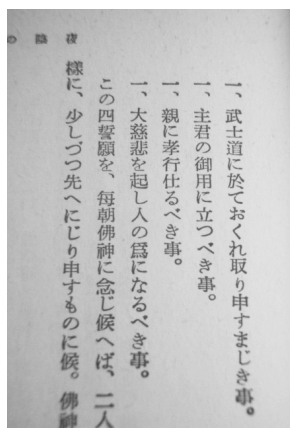 一、武士道に於ておくれ取り申すまじき事。
一、主君の御用に立つべき事。
一、親に孝行仕るべき事。
一、大慈悲を起し人の爲になるべき事。
この四誓願を、每朝佛神に念じ候へば、二人
樣に、少しづつ先へにじり申すものに候。佛神
夜陰の